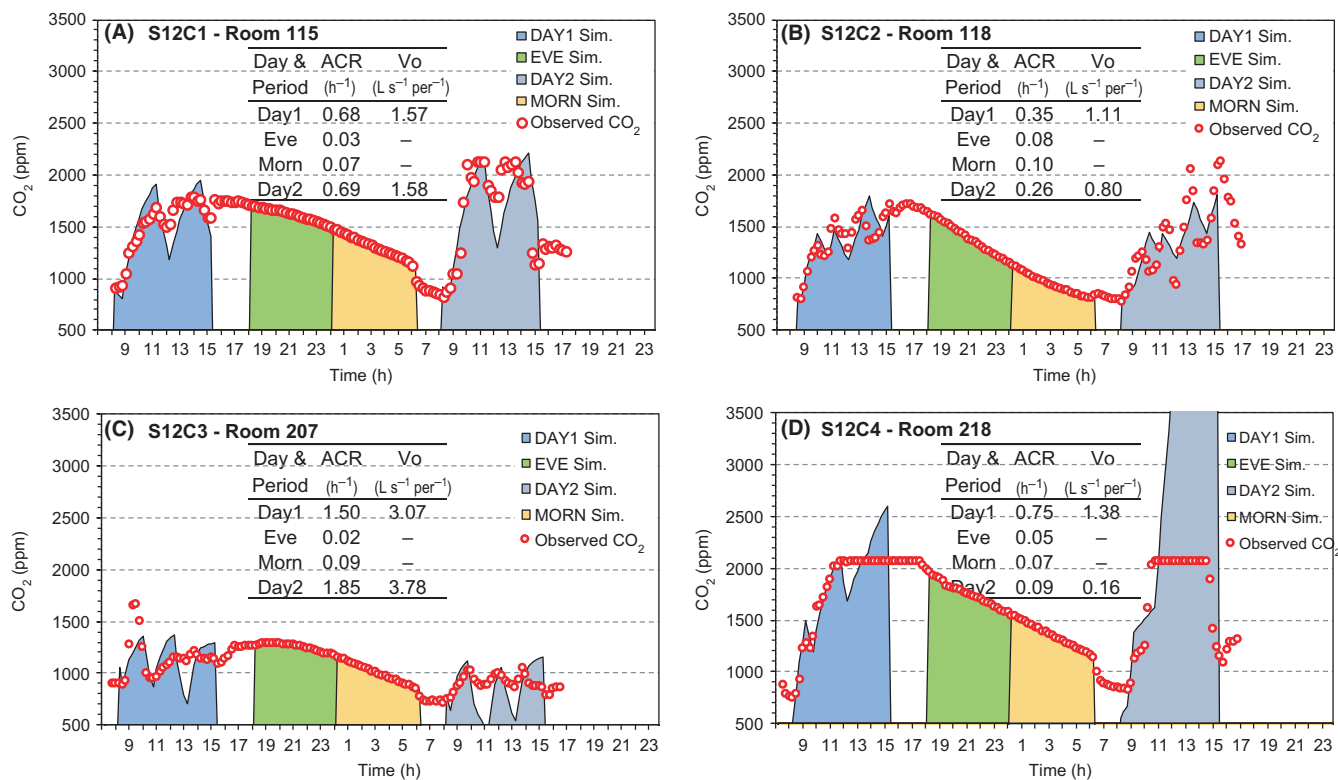 (A) S12C1 - Room 115
Day & ACR Vo
Period (h⁻¹) (L s⁻¹ per⁻¹)
Day1 0.68 1.57
Eve 0.03 –
Morn 0.07 –
Day2 0.69 1.58
DAY1 Sim.
EVE Sim.
DAY2 Sim.
MORN Sim.
Observed CO₂
CO₂ (ppm)
3500
3000
2500
2000
1500
1000
500
9 11 13 15 17 19 21 23 1 3 5 7 9 11 13 15 17 19 21 23
Time (h)
(B) S12C2 - Room 118
Day & ACR Vo
Period (h⁻¹) (L s⁻¹ per⁻¹)
Day1 0.35 1.11
Eve 0.08 –
Morn 0.10 –
Day2 0.26 0.80
DAY1 Sim.
EVE Sim.
DAY2 Sim.
MORN Sim.
Observed CO₂
CO₂ (ppm)
3500
3000
2500
2000
1500
1000
500
9 11 13 15 17 19 21 23 1 3 5 7 9 11 13 15 17 19 21 23
Time (h)
(C) S12C3 - Room 207
Day & ACR Vo
Period (h⁻¹) (L s⁻¹ per⁻¹)
Day1 1.50 3.07
Eve 0.02 –
Morn 0.09 –
Day2 1.85 3.78
DAY1 Sim.
EVE Sim.
DAY2 Sim.
MORN Sim.
Observed CO₂
CO₂ (ppm)
3500
3000
2500
2000
1500
1000
500
9 11 13 15 17 19 21 23 1 3 5 7 9 11 13 15 17 19 21 23
Time (h)
(D) S12C4 - Room 218
Day & ACR Vo
Period (h⁻¹) (L s⁻¹ per⁻¹)
Day1 0.75 1.38
Eve 0.05 –
Morn 0.07 –
Day2 0.09 0.16
DAY1 Sim.
EVE Sim.
DAY2 Sim.
MORN Sim.
Observed CO₂
CO₂ (ppm)
3500
3000
2500
2000
1500
1000
500
9 11 13 15 17 19 21 23 1 3 5 7 9 11 13 15 17 19 21 23
Time (h)